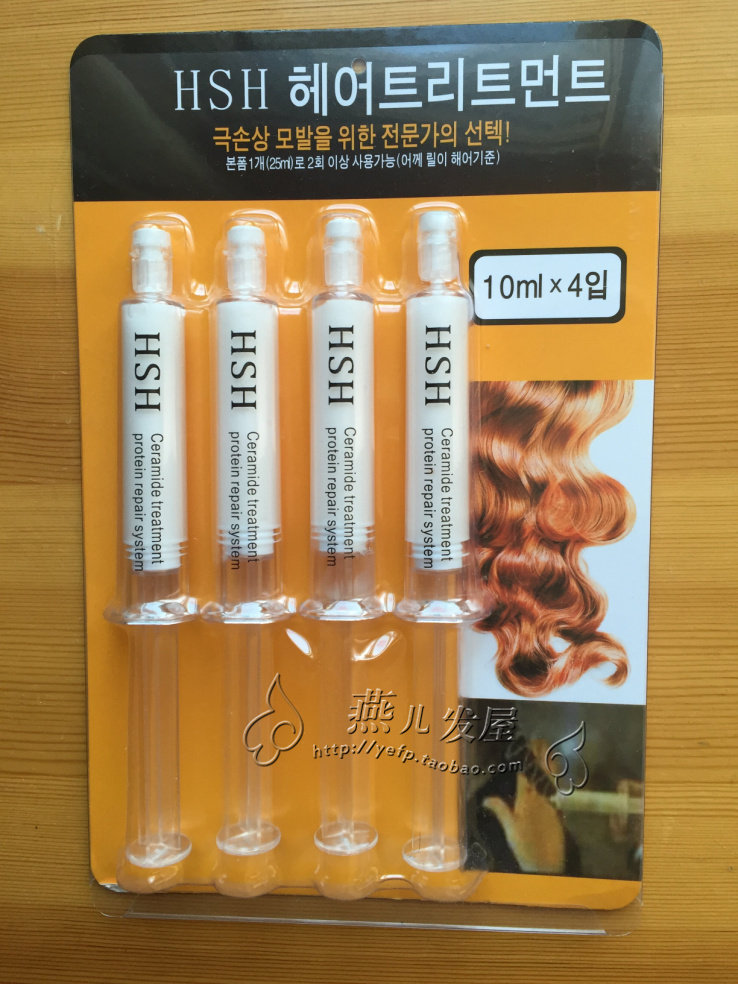 HSH 헤어트리트먼트
극손상 모발을 위한 전문가의 선텍!
본품1개(25ml)로 2회 이상 사용가능(어께 릴이 해어기준)
10ml×4입
HSH
Ceramide treatment
protein repair system
HSH
Ceramide treatment
protein repair system
HSH
Ceramide treatment
protein repair system
HSH
Ceramide treatment
protein repair system
燕儿发屋
http://yefp.taobao.com